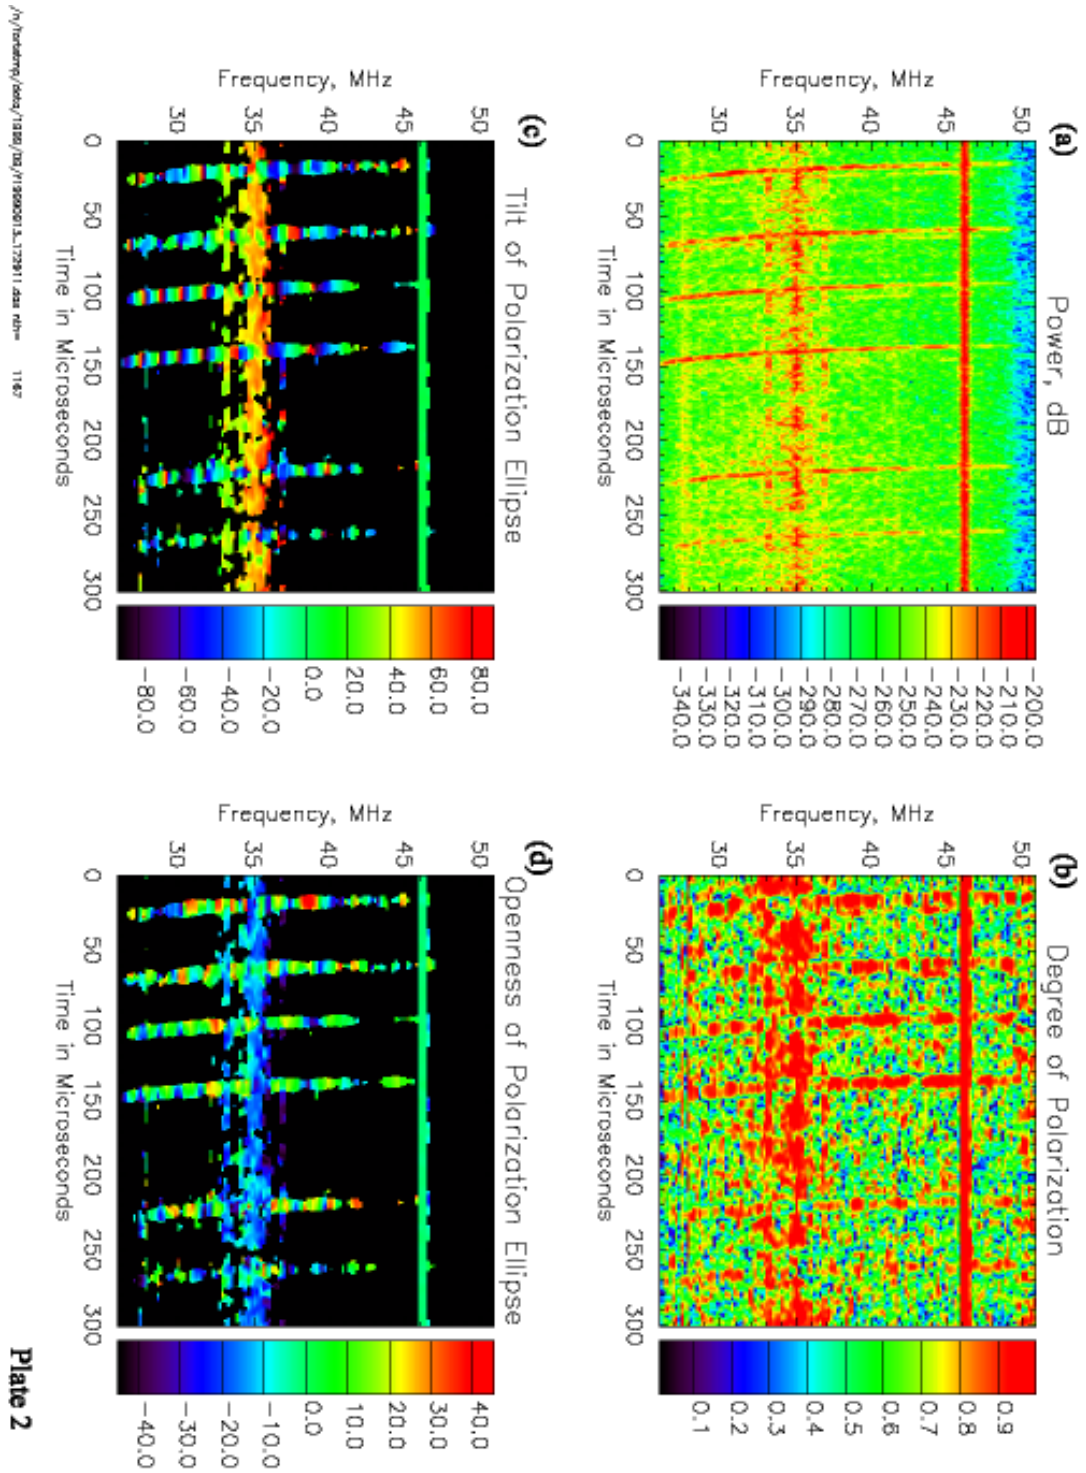 (a)
Power, dB
50
45
40
35
30
Frequency, MHz
0 50 100 150 200 250 300
Time in Microseconds
−200.0
−210.0
−220.0
−230.0
−240.0
−250.0
−260.0
−270.0
−280.0
−290.0
−300.0
−310.0
−320.0
−330.0
−340.0
(b)
Degree of Polarization
50
45
40
35
30
Frequency, MHz
0 50 100 150 200 250 300
Time in Microseconds
0.9
0.8
0.7
0.6
0.5
0.4
0.3
0.2
0.1
(c)
Tilt of Polarization Ellipse
50
45
40
35
30
Frequency, MHz
0 50 100 150 200 250 300
Time in Microseconds
80.0
60.0
40.0
20.0
0.0
−20.0
−40.0
−60.0
−80.0
(d)
Openness of Polarization Ellipse
50
45
40
35
30
Frequency, MHz
0 50 100 150 200 250 300
Time in Microseconds
40.0
30.0
20.0
10.0
0.0
−10.0
−20.0
−30.0
−40.0
nth= 1167
Plate 2